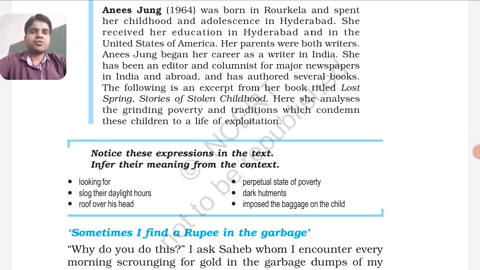 Anees Jung (1964) was born in Rourkela and spent
her childhood and adolescence in Hyderabad. She
received her education in Hyderabad and in the
United States of America. Her parents were both writers.
Anees Jung began her career as a writer in India. She
has been an editor and columnist for major newspapers
in India and abroad, and has authored several books.
The following is an excerpt from her book titled Lost
Spring, Stories of Stolen Childhood. Here she analyses
the grinding poverty and traditions which condemn
these children to a life of exploitation.
Notice these expressions in the text.
Infer their meaning from the context.
• looking for
• slog their daylight hours
• roof over his head
• perpetual state of poverty
• dark hutments
• imposed the baggage on the child
‘Sometimes I find a Rupee in the garbage’
“Why do you do this?” I ask Saheb whom I encounter every
morning scrounging for gold in the garbage dumps of my
© NCERT
not to be republished